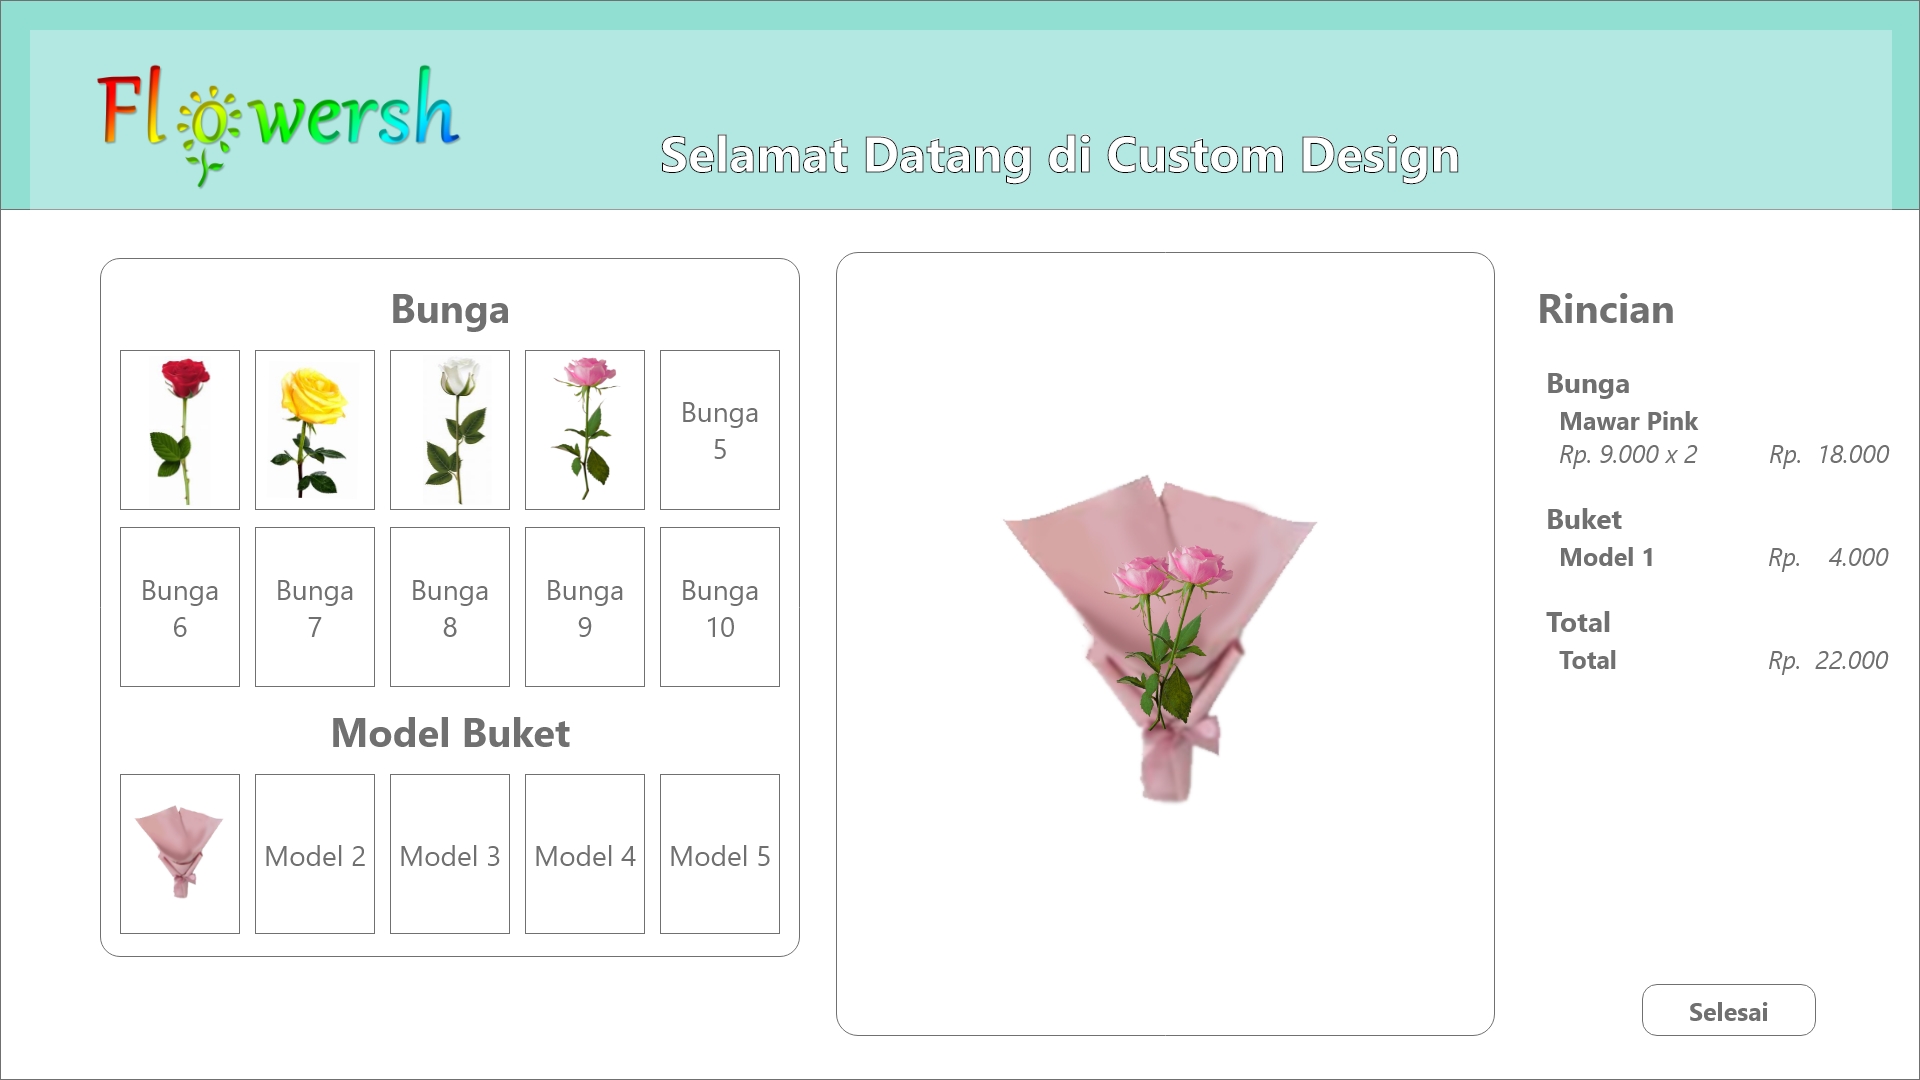 Flowersh
Selamat Datang di Custom Design
Bunga
Bunga
5
Bunga
6
Bunga
7
Bunga
8
Bunga
9
Bunga
10
Model Buket
Model 2
Model 3
Model 4
Model 5
Rincian
Bunga
Mawar Pink
Rp. 9.000 x 2 Rp. 18.000
Buket
Model 1 Rp. 4.000
Total
Total Rp. 22.000
Selesai